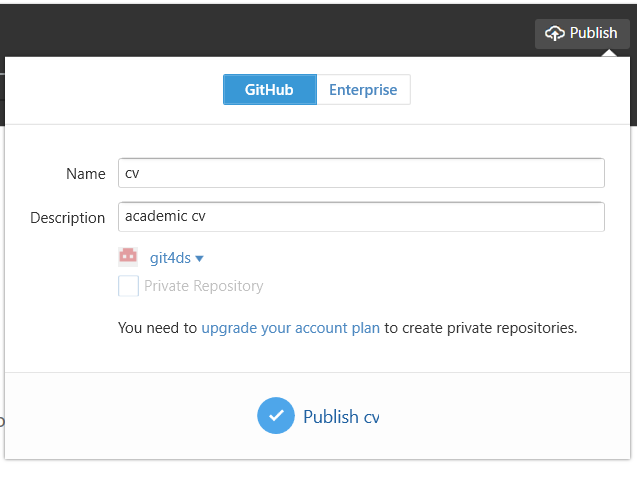 Publish
GitHub Enterprise
Name cv
Description academic cv
git4ds
Private Repository
You need to upgrade your account plan to create private repositories.
Publish cv